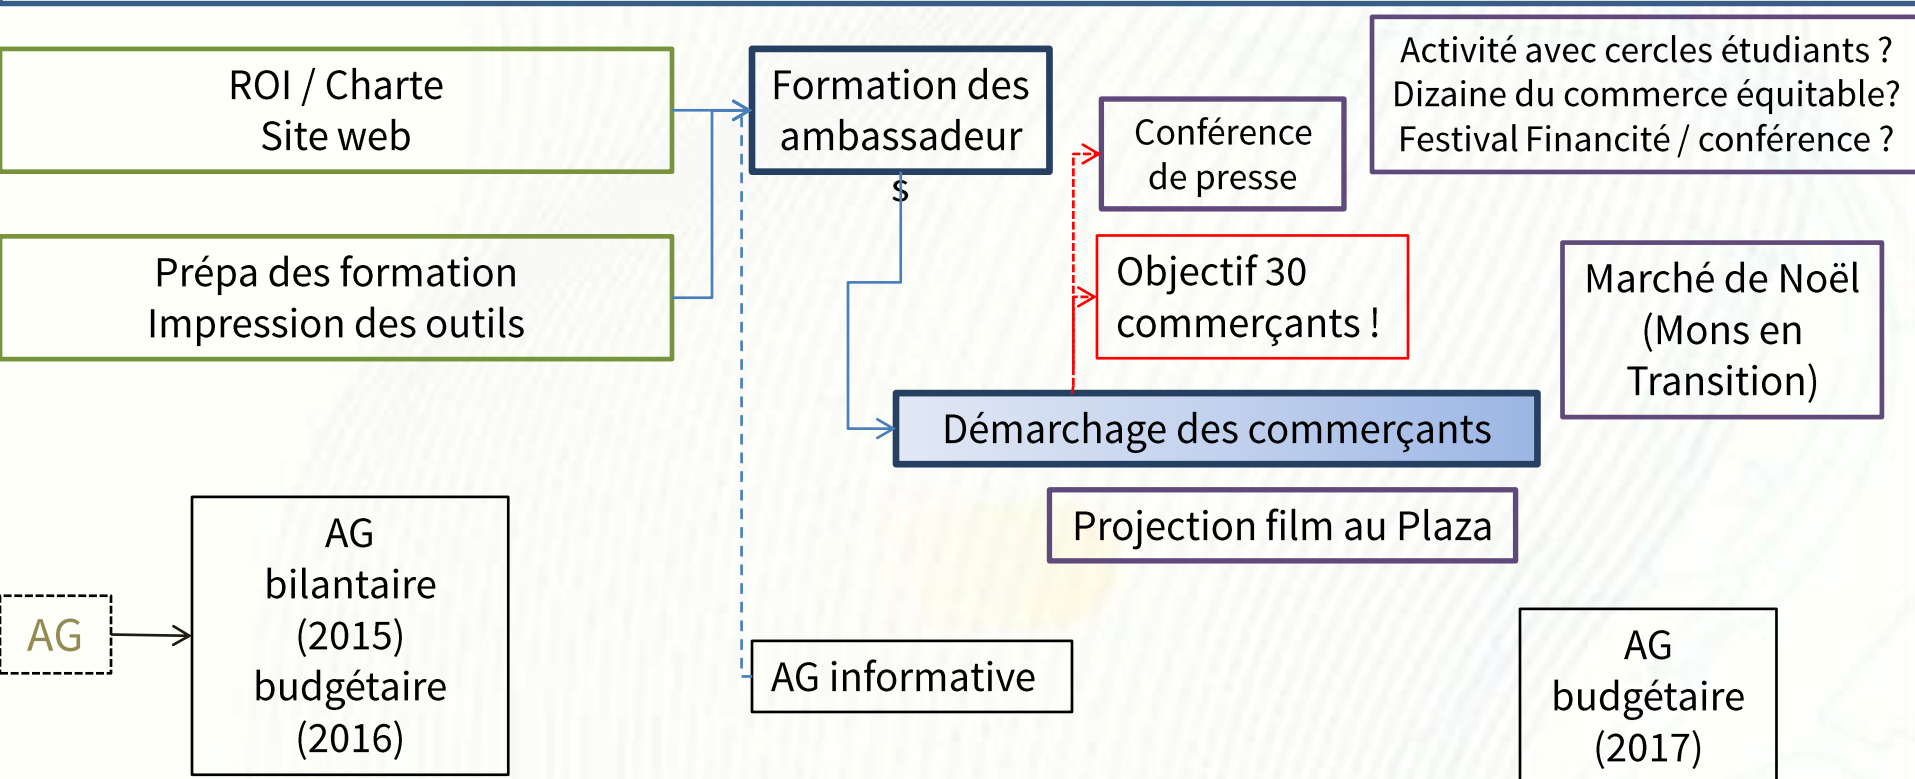 ROI / Charte
Site web
Prépa des formation
Impression des outils
Formation des
ambassadeur
s
Conférence
de presse
Objectif 30
commerçants !
Activité avec cercles étudiants ?
Dizaine du commerce équitable?
Festival Financité / conférence ?
Marché de Noël
(Mons en
Transition)
Démarchage des commerçants
Projection film au Plaza
AG
AG
bilantaire
(2015)
budgétaire
(2016)
AG informative
AG
budgétaire
(2017)